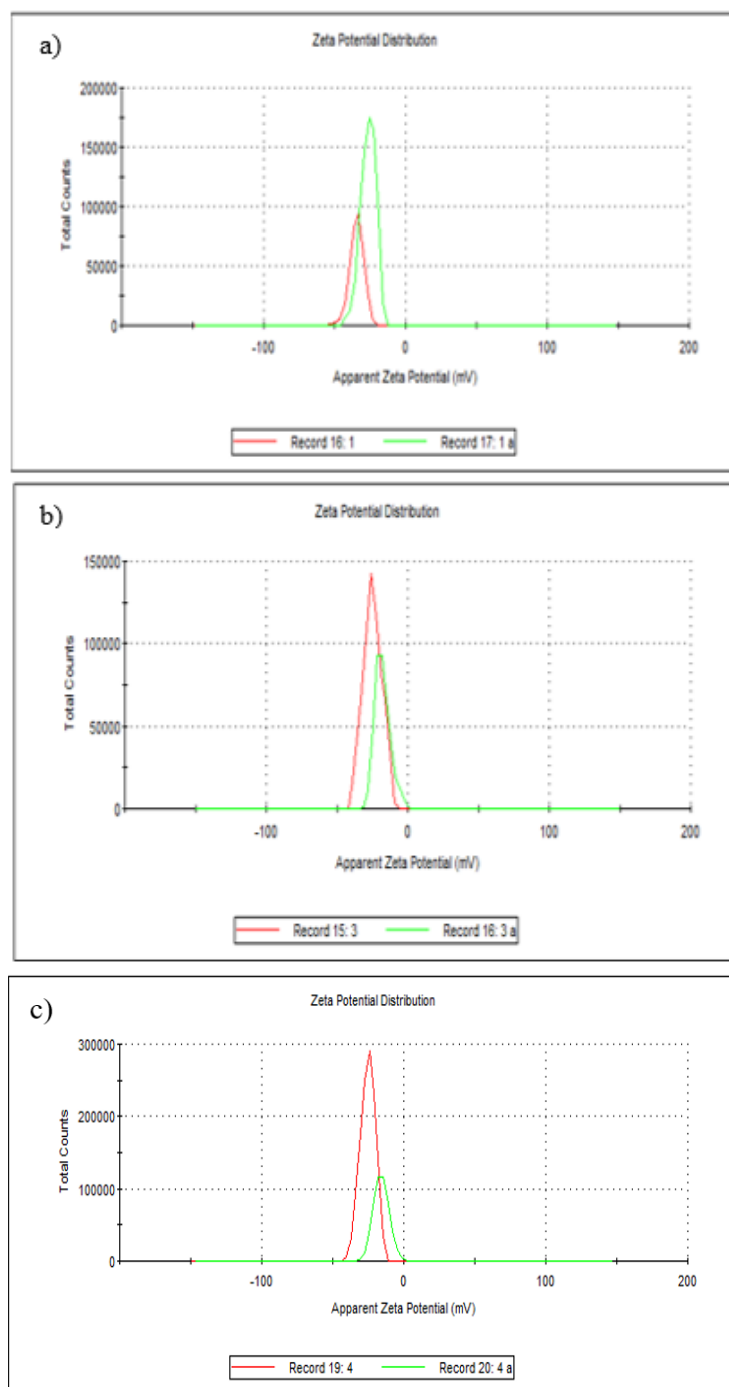 a)
Zeta Potential Distribution
200000
150000
100000
50000
0
Total Counts
-100 0 100 200
Apparent Zeta Potential (mV)
Record 16: 1 Record 17: 1 a
b)
Zeta Potential Distribution
150000
100000
50000
0
Total Counts
-100 0 100 200
Apparent Zeta Potential (mV)
Record 15: 3 Record 16: 3 a
c)
Zeta Potential Distribution
300000
200000
100000
0
Total Counts
-100 0 100 200
Apparent Zeta Potential (mV)
Record 19: 4 Record 20: 4 a